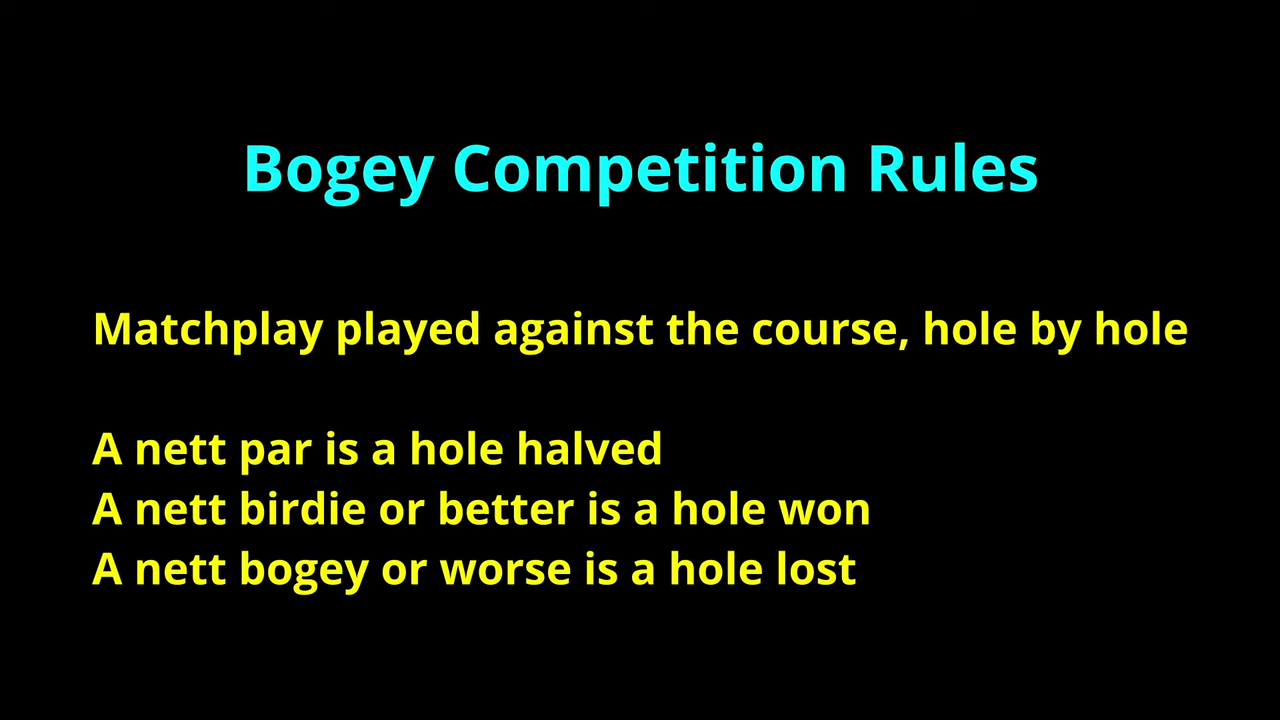 Bogey Competition Rules
Matchplay played against the course, hole by hole
A nett par is a hole halved
A nett birdie or better is a hole won
A nett bogey or worse is a hole lost